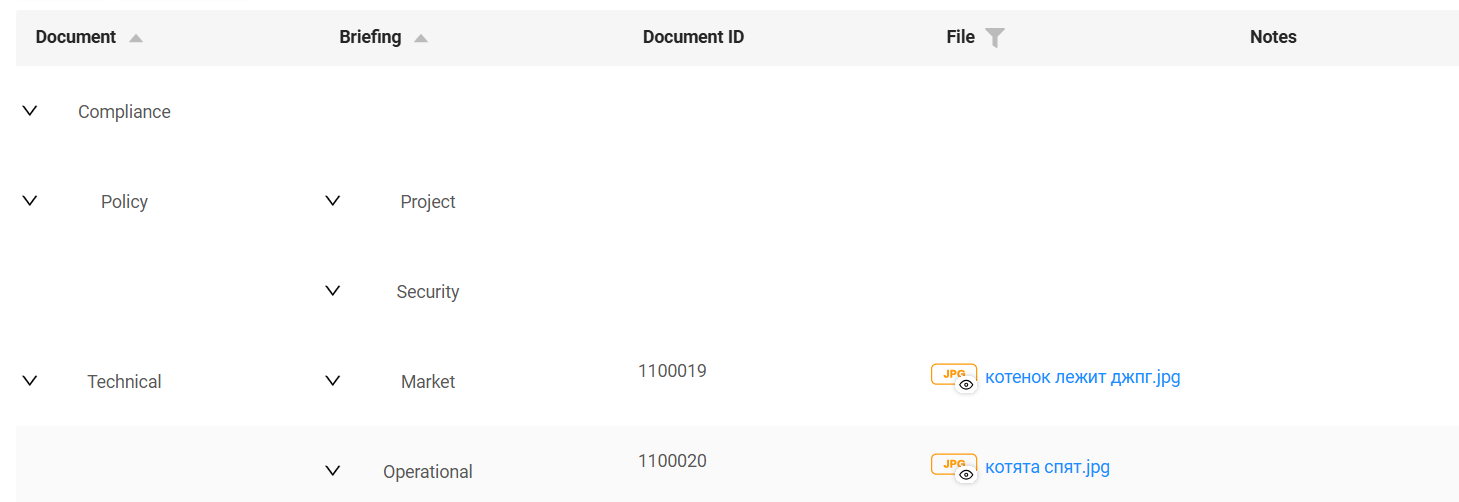 Document Briefing Document ID File Notes
Compliance
Policy Project
Security
Technical Market 1100019 JPG котенок лежит джпг.jpg
Operational 1100020 JPG котята спят.jpg